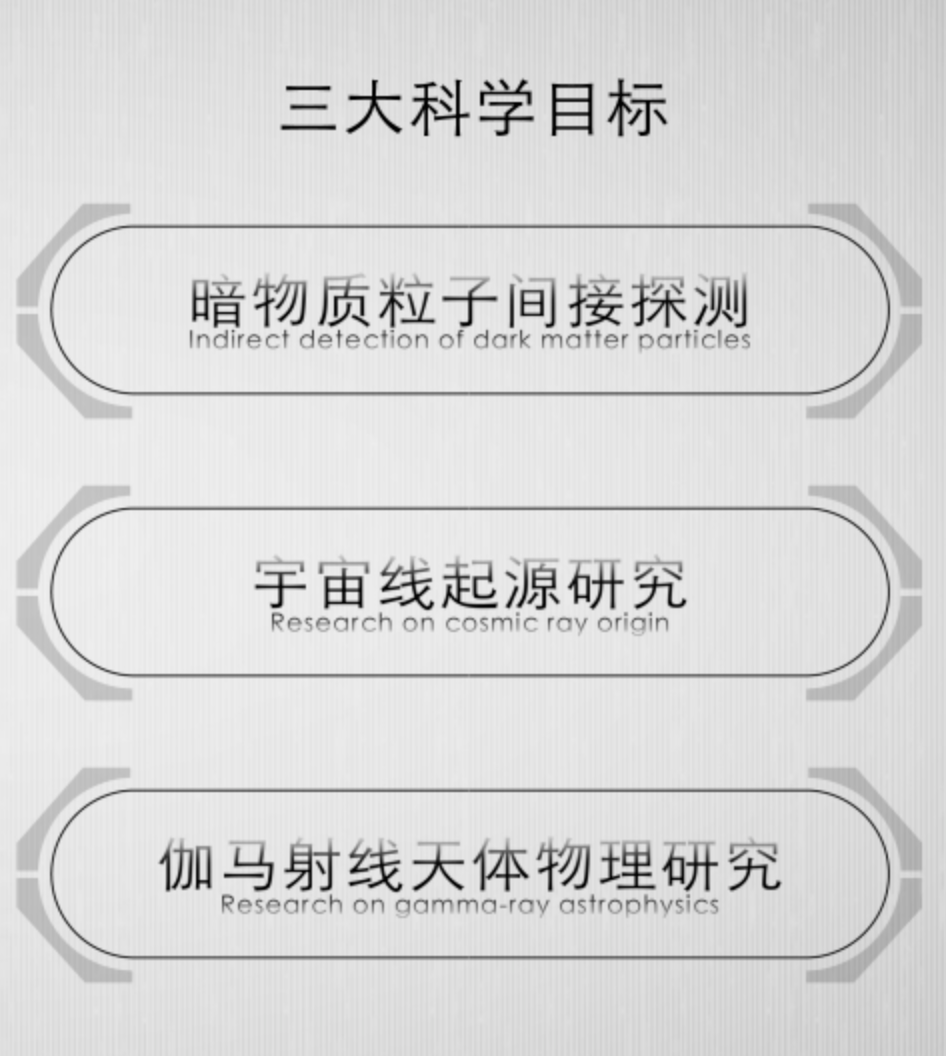 三大科学目标
暗物质粒子间接探测
Indirect detection of dark matter particles
宇宙线起源研究
Research on cosmic ray origin
伽马射线天体物理研究
Research on gamma-ray astrophysics